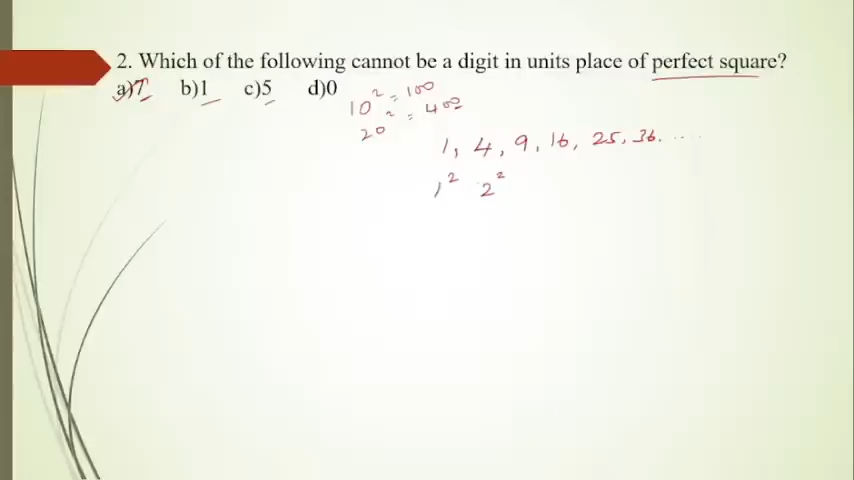 2. Which of the following cannot be a digit in units place of perfect square?
a)7 b)1 c)5 d)0
10² = 100
20² = 400
1, 4, 9, 16, 25, 36. ....
1² 2²